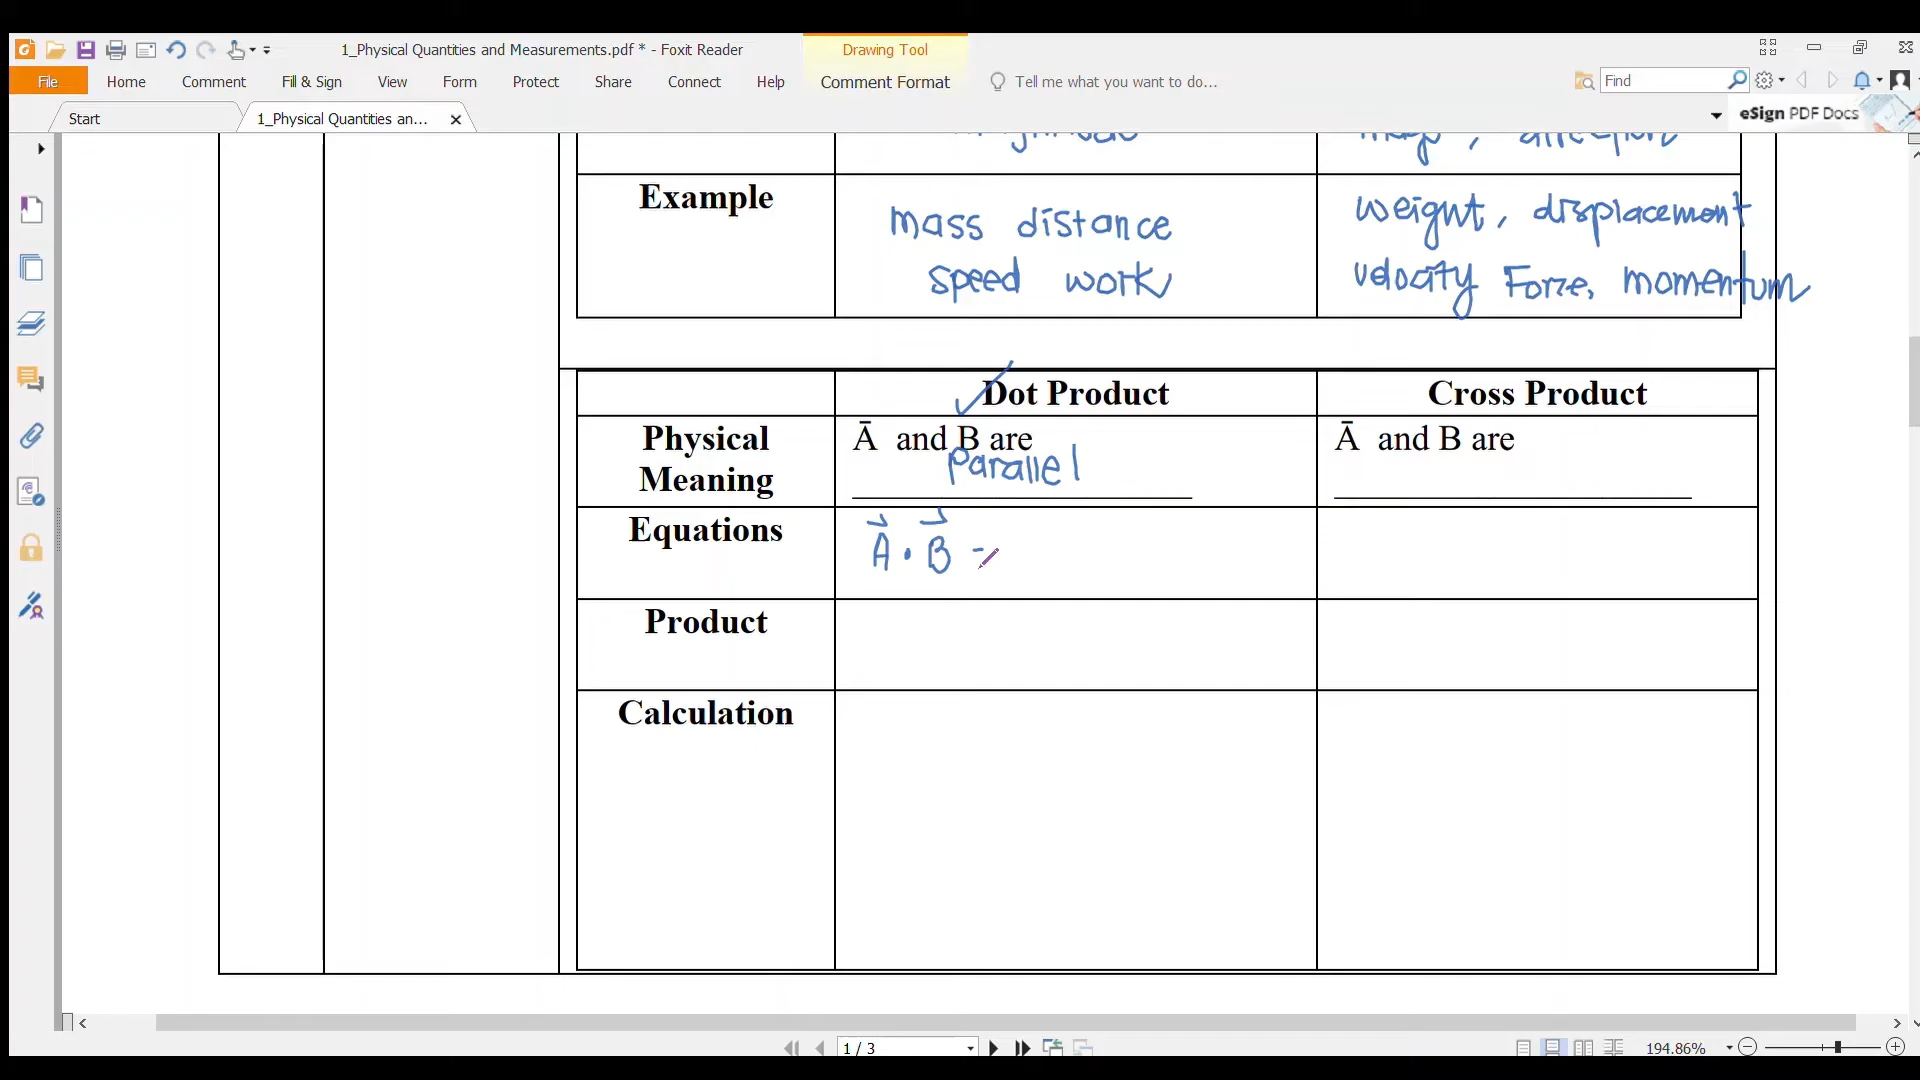 1_Physical Quantities and Measurements.pdf * - Foxit Reader
Drawing Tool
File Home Comment Fill & Sign View Form Protect Share Connect Help Comment Format Tell me what you want to do... Find
Start 1_Physical Quantities an... eSign PDF Docs
direction
Example
mass distance
speed work
weight, displacement
velocity Force, momentum
Dot Product Cross Product
Physical
Meaning
Ā and B are
parallel
Ā and B are
Equations
A · B =
Product
Calculation
1 / 3
194.86%